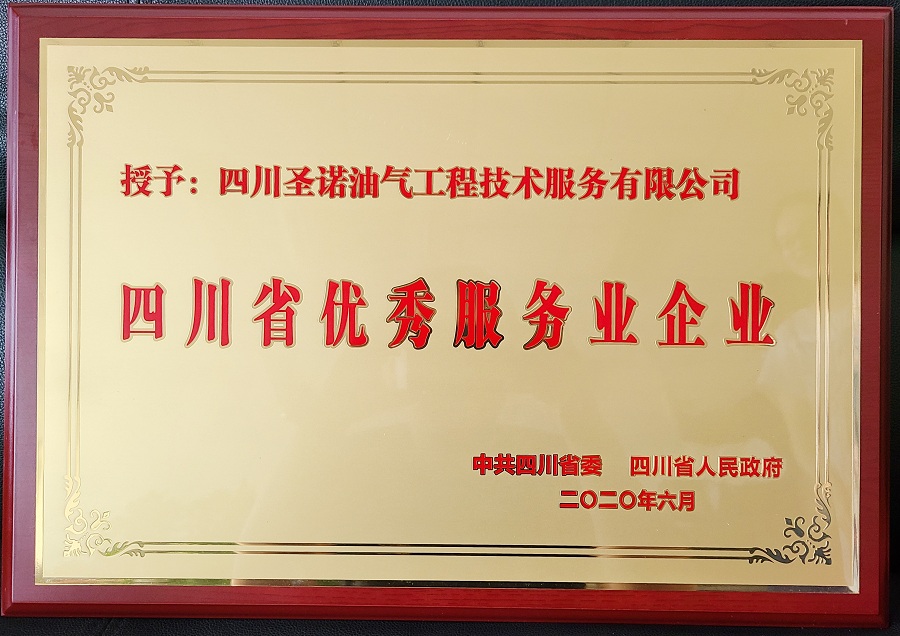 授予：四川圣诺油气工程技术服务有限公司
四川省优秀服务业企业
中共四川省委 四川省人民政府
二〇二〇年六月